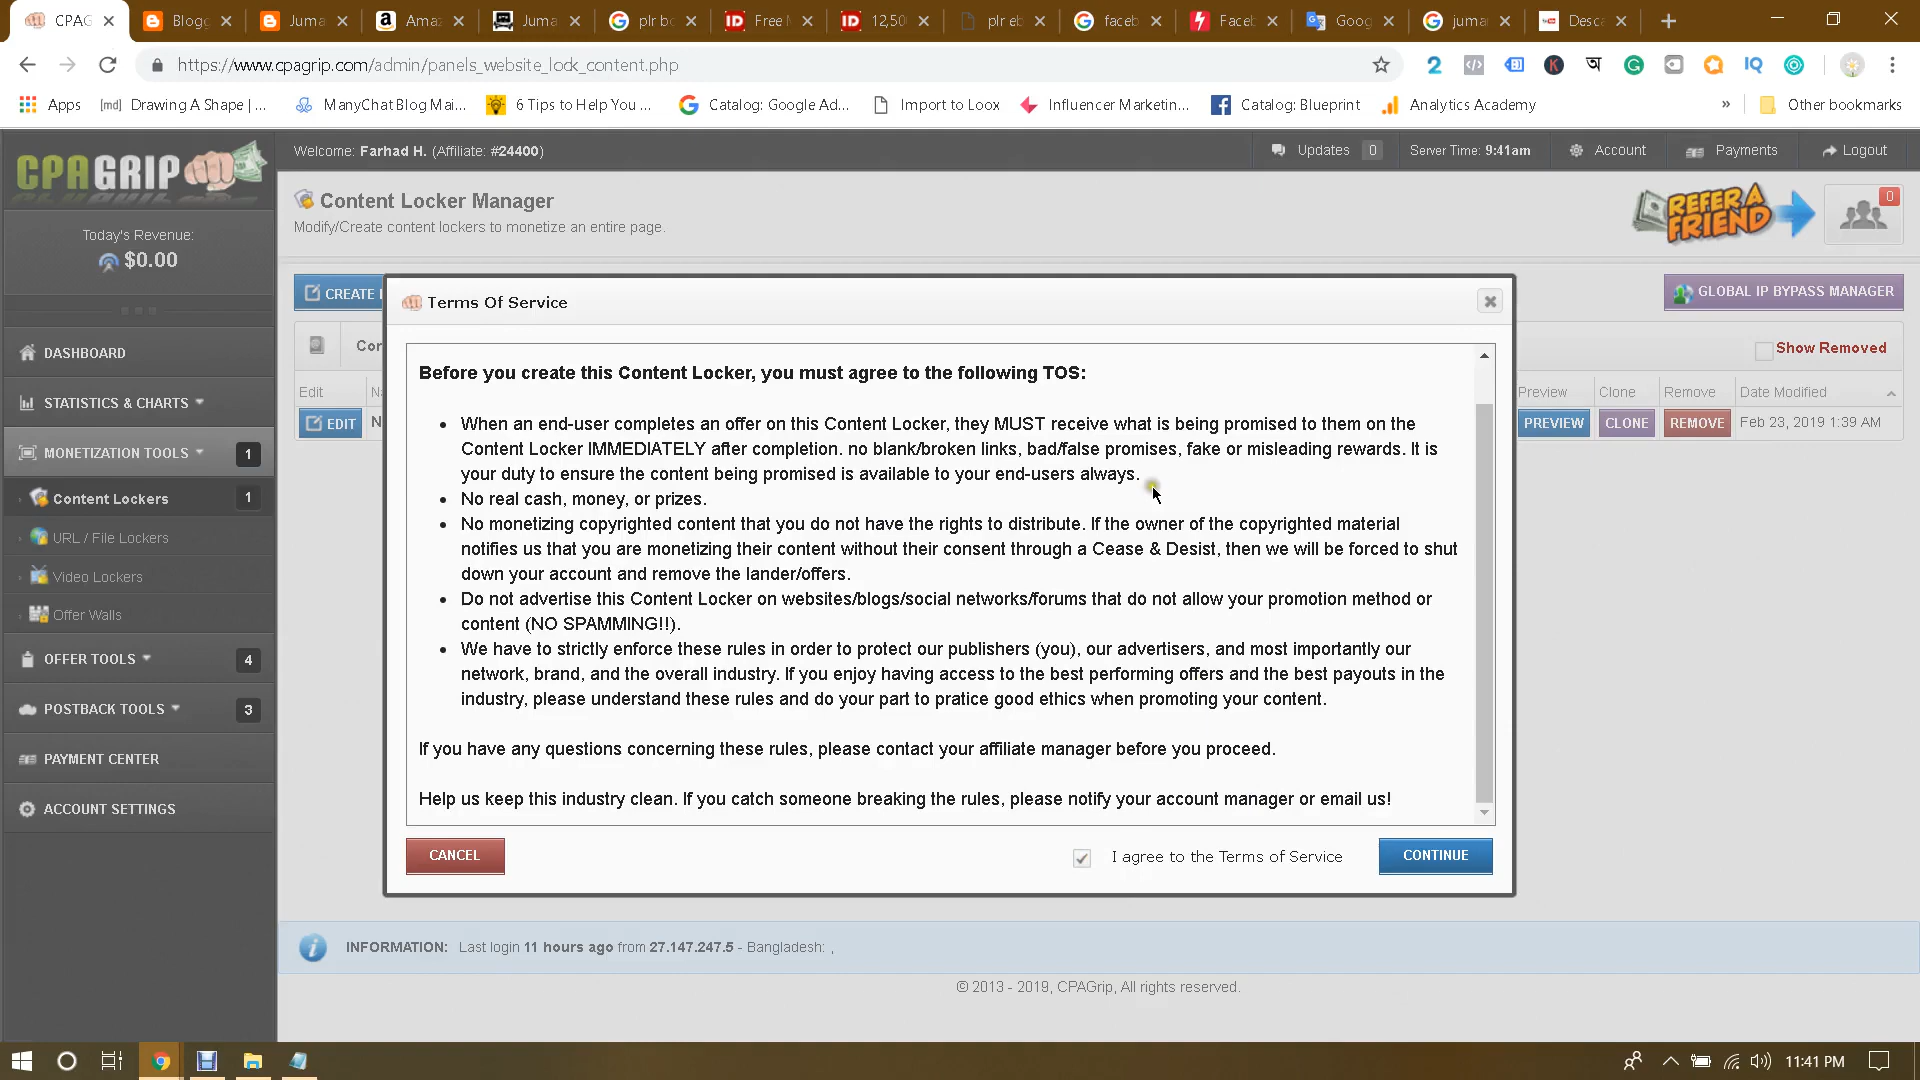 CPAG
Blogg
Juma
Amaz
Juma
plr bo
Free M
12,50
plr eb
faceb
Faceb
Goog
juma
Desca
https://www.cpagrip.com/admin/panels_website_lock_content.php
Apps
Drawing A Shape | ...
ManyChat Blog Mai...
6 Tips to Help You ...
Catalog: Google Ad...
Import to Loox
Influencer Marketin...
Catalog: Blueprint
Analytics Academy
»
Other bookmarks
CPAGRIP
Welcome: Farhad H. (Affiliate: #24400)
Updates 0
Server Time: 9:41am
Account
Payments
Logout
Content Locker Manager
Modify/Create content lockers to monetize an entire page.
REFER A FRIEND
0
Today's Revenue:
$0.00
CREATE
GLOBAL IP BYPASS MANAGER
Show Removed
Edit
Preview
Clone
Remove
Date Modified
EDIT
PREVIEW
CLONE
REMOVE
Feb 23, 2019 1:39 AM
DASHBOARD
STATISTICS & CHARTS
MONETIZATION TOOLS 1
Content Lockers 1
URL / File Lockers
Video Lockers
Offer Walls
OFFER TOOLS 4
POSTBACK TOOLS 3
PAYMENT CENTER
ACCOUNT SETTINGS
Terms Of Service
Before you create this Content Locker, you must agree to the following TOS:
• When an end-user completes an offer on this Content Locker, they MUST receive what is being promised to them on the
Content Locker IMMEDIATELY after completion. no blank/broken links, bad/false promises, fake or misleading rewards. It is
your duty to ensure the content being promised is available to your end-users always.
• No real cash, money, or prizes.
• No monetizing copyrighted content that you do not have the rights to distribute. If the owner of the copyrighted material
notifies us that you are monetizing their content without their consent through a Cease & Desist, then we will be forced to shut
down your account and remove the lander/offers.
• Do not advertise this Content Locker on websites/blogs/social networks/forums that do not allow your promotion method or
content (NO SPAMMING!!).
• We have to strictly enforce these rules in order to protect our publishers (you), our advertisers, and most importantly our
network, brand, and the overall industry. If you enjoy having access to the best performing offers and the best payouts in the
industry, please understand these rules and do your part to pratice good ethics when promoting your content.
If you have any questions concerning these rules, please contact your affiliate manager before you proceed.
Help us keep this industry clean. If you catch someone breaking the rules, please notify your account manager or email us!
CANCEL
I agree to the Terms of Service
CONTINUE
INFORMATION: Last login 11 hours ago from 27.147.247.5 - Bangladesh: ,
© 2013 - 2019, CPAGrip, All rights reserved.
11:41 PM